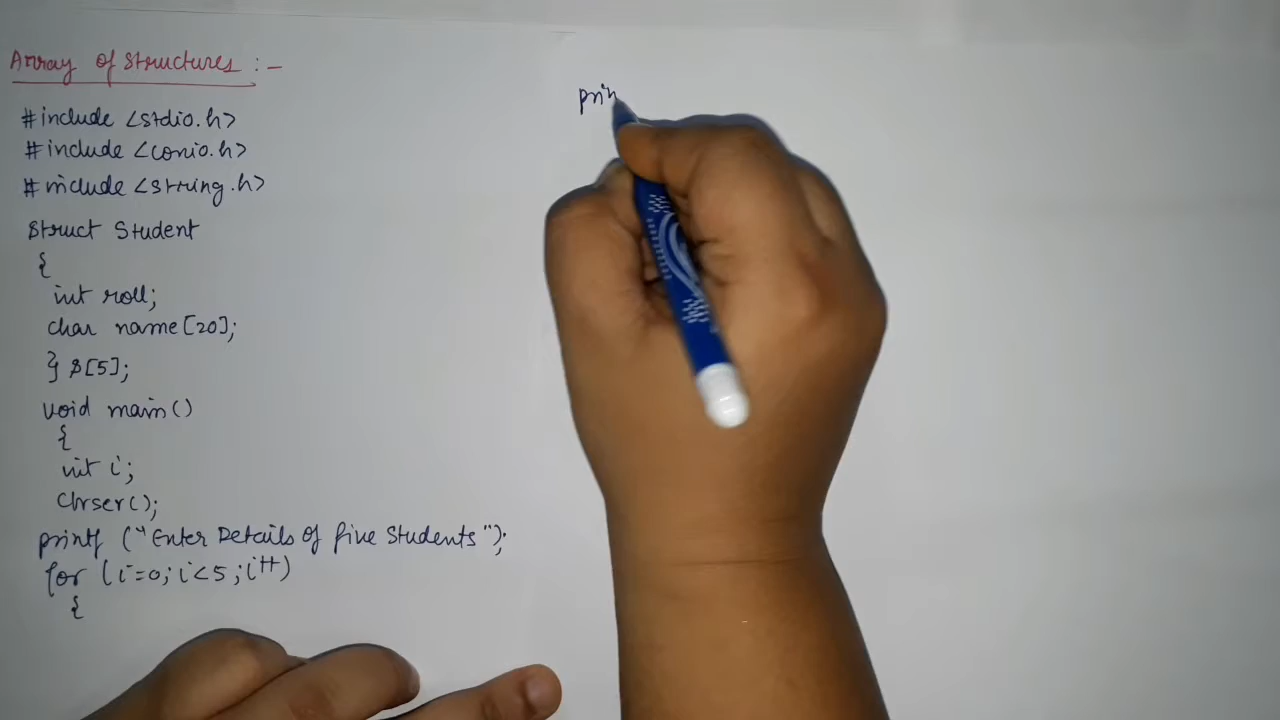 Array of Structures :-
#include <stdio.h>
#include <conio.h>
#include <string.h>
Struct Student
{
int roll;
char name[20];
} S[5];
void main()
{
int i;
Clrser();
printf ("Enter Details of five Students");
for (i=0; i<5; i++)
{
prin